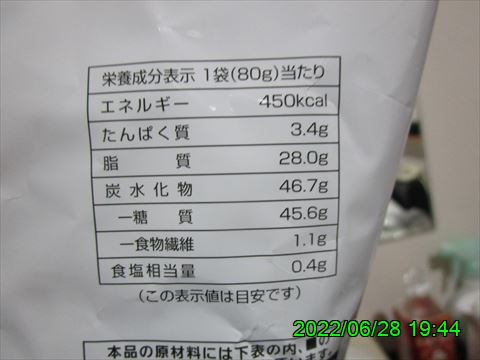 栄養成分表示 1袋(80g)当たり
エネルギー 450kcal
たんぱく質 3.4g
脂質 28.0g
炭水化物 46.7g
－糖質 45.6g
－食物繊維 1.1g
食塩相当量 0.4g
(この表示値は目安です)
本品の原材料には下表の内、■の
2022/06/28 19:44